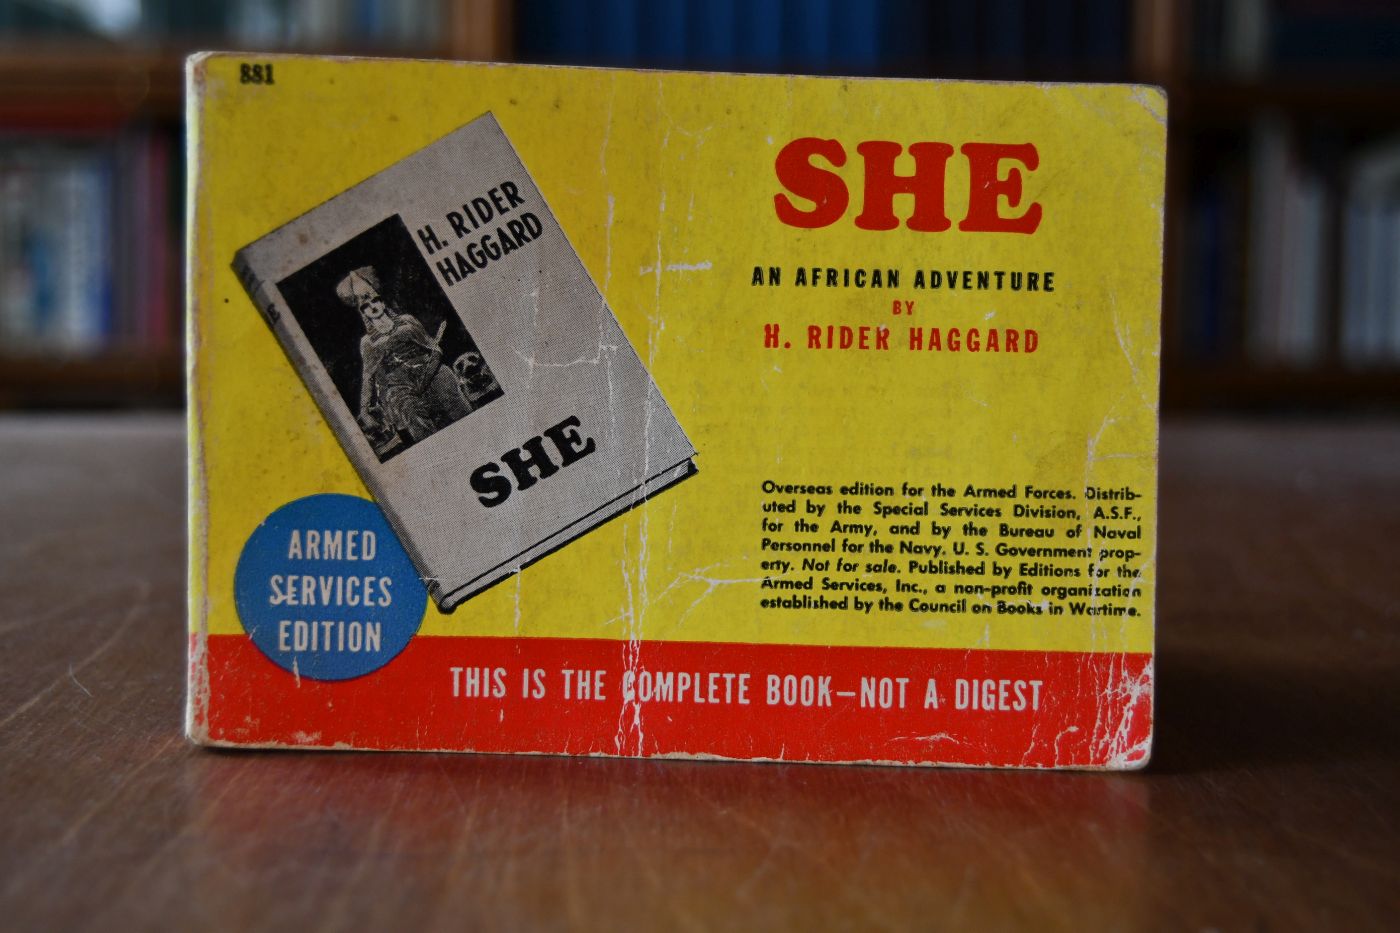 881
H. RIDER
HAGGARD
SHE
SHE
AN AFRICAN ADVENTURE
BY
H. RIDER HAGGARD
Overseas edition for the Armed Forces. Distrib-
uted by the Special Services Division, A.S.F.,
for the Army, and by the Bureau of Naval
Personnel for the Navy. U. S. Government prop-
erty. Not for sale. Published by Editions for the
Armed Services, Inc., a non-profit organization
established by the Council on Books in Wartime.
ARMED
SERVICES
EDITION
THIS IS THE COMPLETE BOOK—NOT A DIGEST